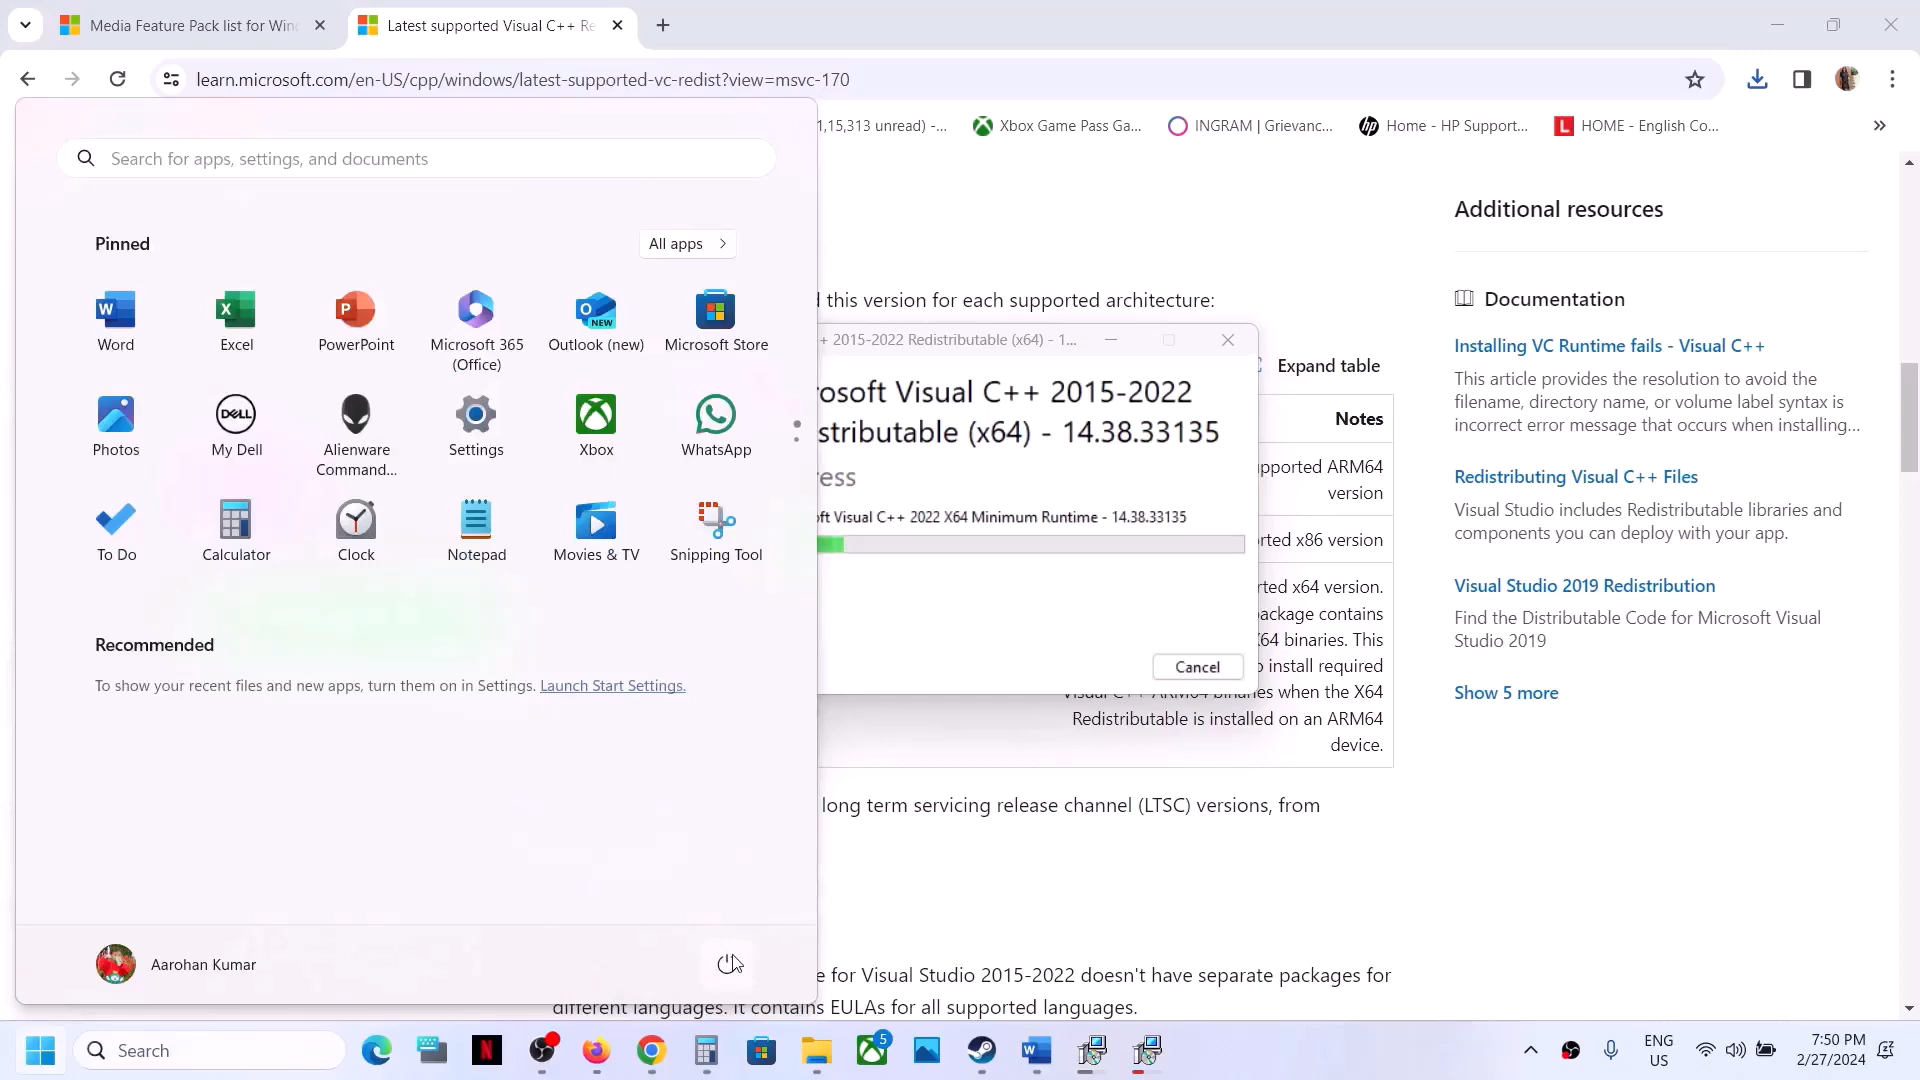 Media Feature Pack list for Win
Latest supported Visual C++ Re
learn.microsoft.com/en-US/cpp/windows/latest-supported-vc-redist?view=msvc-170
1,15,313 unread) -...
Xbox Game Pass Ga...
INGRAM | Grievanc...
Home - HP Support...
HOME - English Co...
Search for apps, settings, and documents
Pinned
All apps
Word
Excel
PowerPoint
Microsoft 365
(Office)
Outlook (new)
Microsoft Store
Photos
My Dell
Alienware
Command...
Settings
Xbox
WhatsApp
To Do
Calculator
Clock
Notepad
Movies & TV
Snipping Tool
Recommended
To show your recent files and new apps, turn them on in Settings. Launch Start Settings.
Aarohan Kumar
this version for each supported architecture:
Expand table
Notes
pported ARM64
version
rted x86 version
rted x64 version.
ackage contains
64 binaries. This
install required
Visual C++ ARM64 binaries when the X64
Redistributable is installed on an ARM64
device.
+ 2015-2022 Redistributable (x64) - 1...
osoft Visual C++ 2015-2022
stributable (x64) - 14.38.33135
ress
oft Visual C++ 2022 X64 Minimum Runtime - 14.38.33135
Cancel
long term servicing release channel (LTSC) versions, from
e for Visual Studio 2015-2022 doesn't have separate packages for
different languages. It contains EULAs for all supported languages.
Additional resources
Documentation
Installing VC Runtime fails - Visual C++
This article provides the resolution to avoid the
filename, directory name, or volume label syntax is
incorrect error message that occurs when installing...
Redistributing Visual C++ Files
Visual Studio includes Redistributable libraries and
components you can deploy with your app.
Visual Studio 2019 Redistribution
Find the Distributable Code for Microsoft Visual
Studio 2019
Show 5 more
Search
5
ENG
US
7:50 PM
2/27/2024